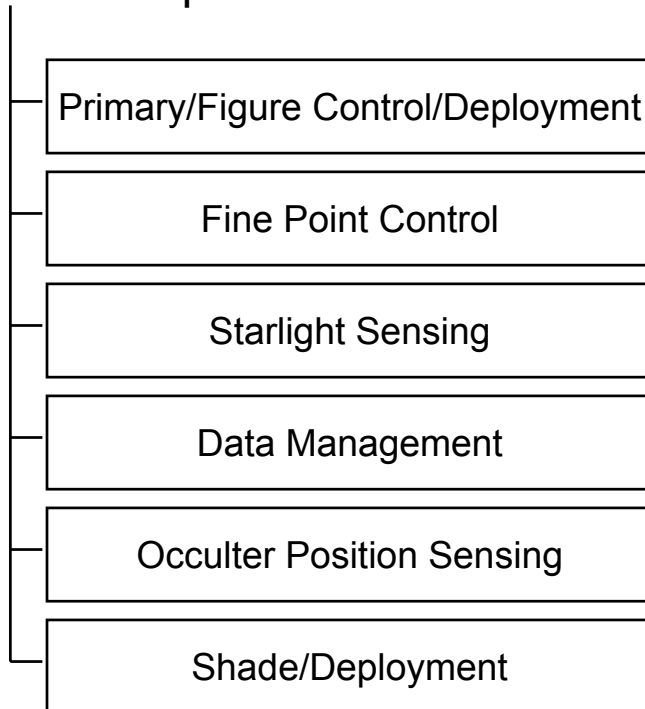 Primary/Figure Control/Deployment
Fine Point Control
Starlight Sensing
Data Management
Occulter Position Sensing
Shade/Deployment